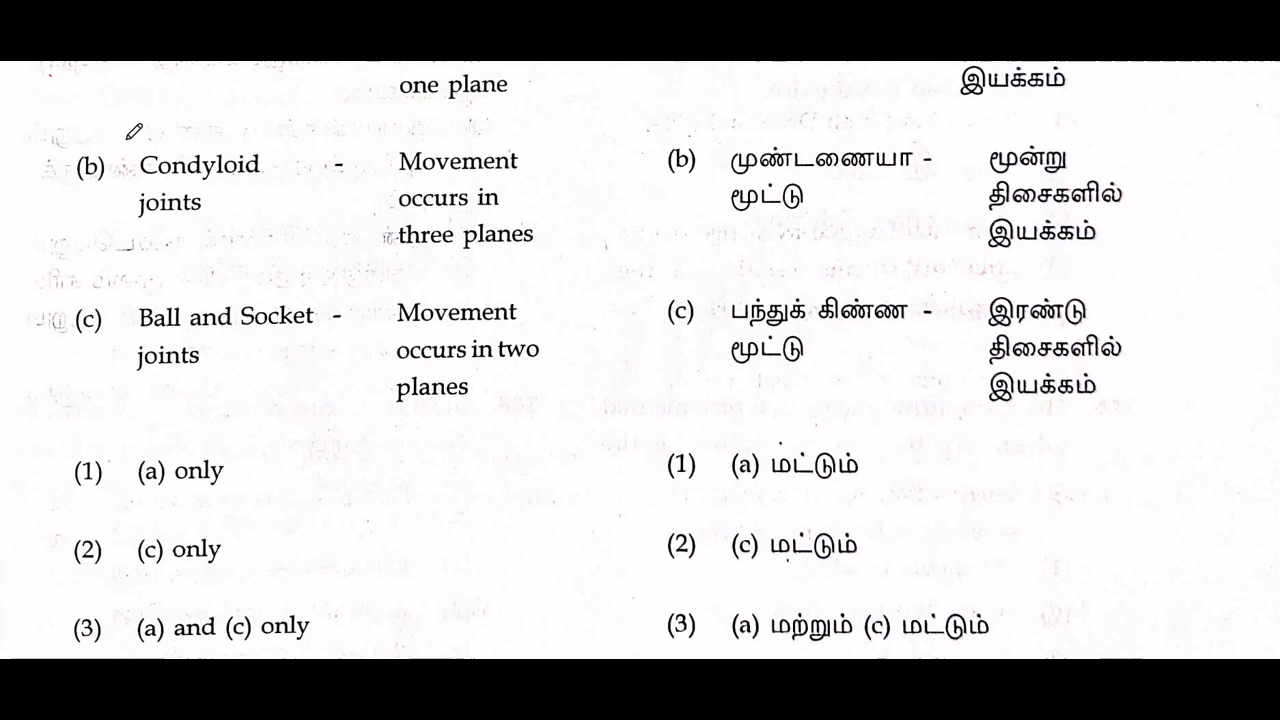 one plane
(b) Condyloid - Movement
joints occurs in
three planes
(c) Ball and Socket - Movement
joints occurs in two
planes
(1) (a) only
(2) (c) only
(3) (a) and (c) only
இயக்கம்
(b) முண்டணையா - மூன்று
மூட்டு திசைகளில்
இயக்கம்
(c) பந்துக் கிண்ண - இரண்டு
மூட்டு திசைகளில்
இயக்கம்
(1) (a) மட்டும்
(2) (c) மட்டும்
(3) (a) மற்றும் (c) மட்டும்